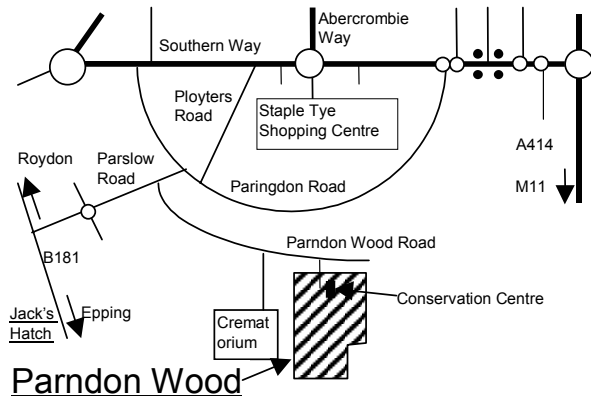 Abercrombie
Way
Southern Way
Ployters
Road
Staple Tye
Shopping Centre
A414
Roydon
Parslow
Road
Paringdon Road
M11
Parndon Wood Road
B181
Conservation Centre
Jack's
Hatch
Epping
Cremat
orium
Parndon Wood